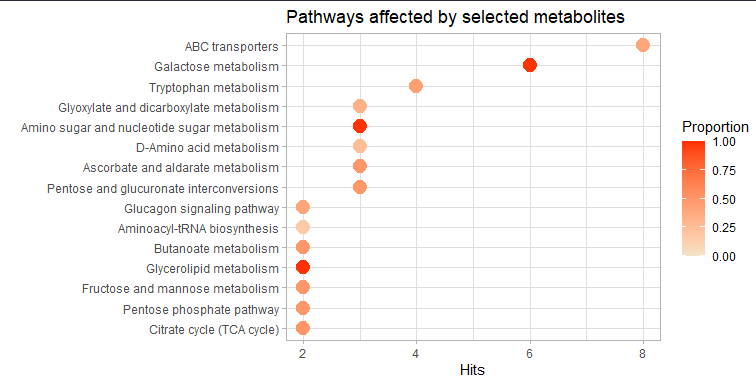 Pathways affected by selected metabolites
ABC transporters
Galactose metabolism
Tryptophan metabolism
Glyoxylate and dicarboxylate metabolism
Amino sugar and nucleotide sugar metabolism
D-Amino acid metabolism
Ascorbate and aldarate metabolism
Pentose and glucuronate interconversions
Glucagon signaling pathway
Aminoacyl-tRNA biosynthesis
Butanoate metabolism
Glycerolipid metabolism
Fructose and mannose metabolism
Pentose phosphate pathway
Citrate cycle (TCA cycle)
2 4 6 8
Hits
Proportion
1.00
0.75
0.50
0.25
0.00